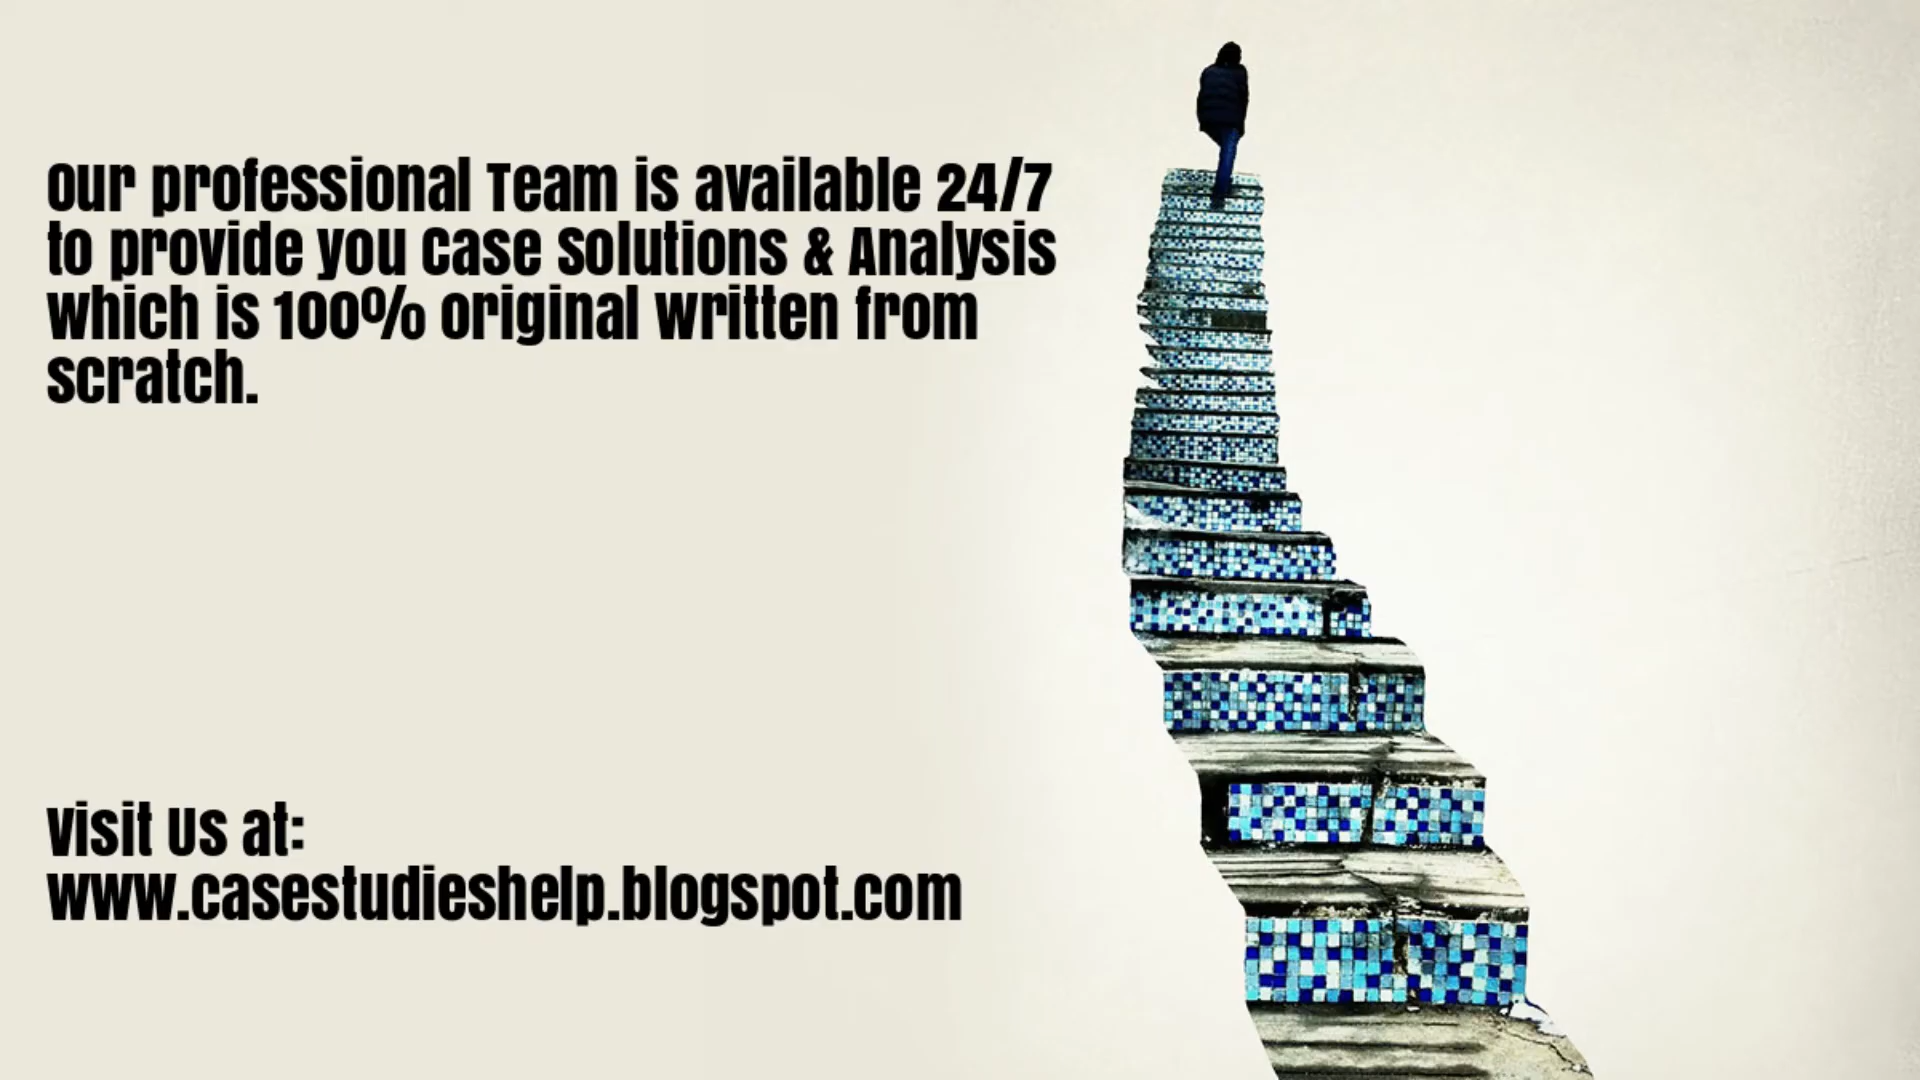 Our professional Team is available 24/7
to provide you Case Solutions & Analysis
which is 100% original written from
scratch.
Visit Us at:
www.casestudieshelp.blogspot.com